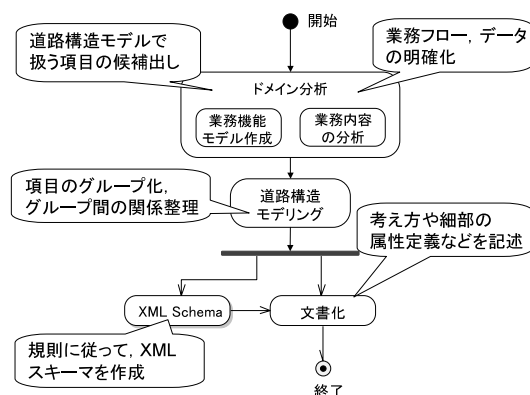 開始
道路構造モデルで
扱う項目の候補出し
業務フロー，データ
の明確化
ドメイン分析
業務機能
モデル作成
業務内容
の分析
項目のグループ化，
グループ間の関係整理
道路構造
モデリング
考え方や細部の
属性定義などを記述
XML Schema
文書化
規則に従って，XML
スキーマを作成
終了